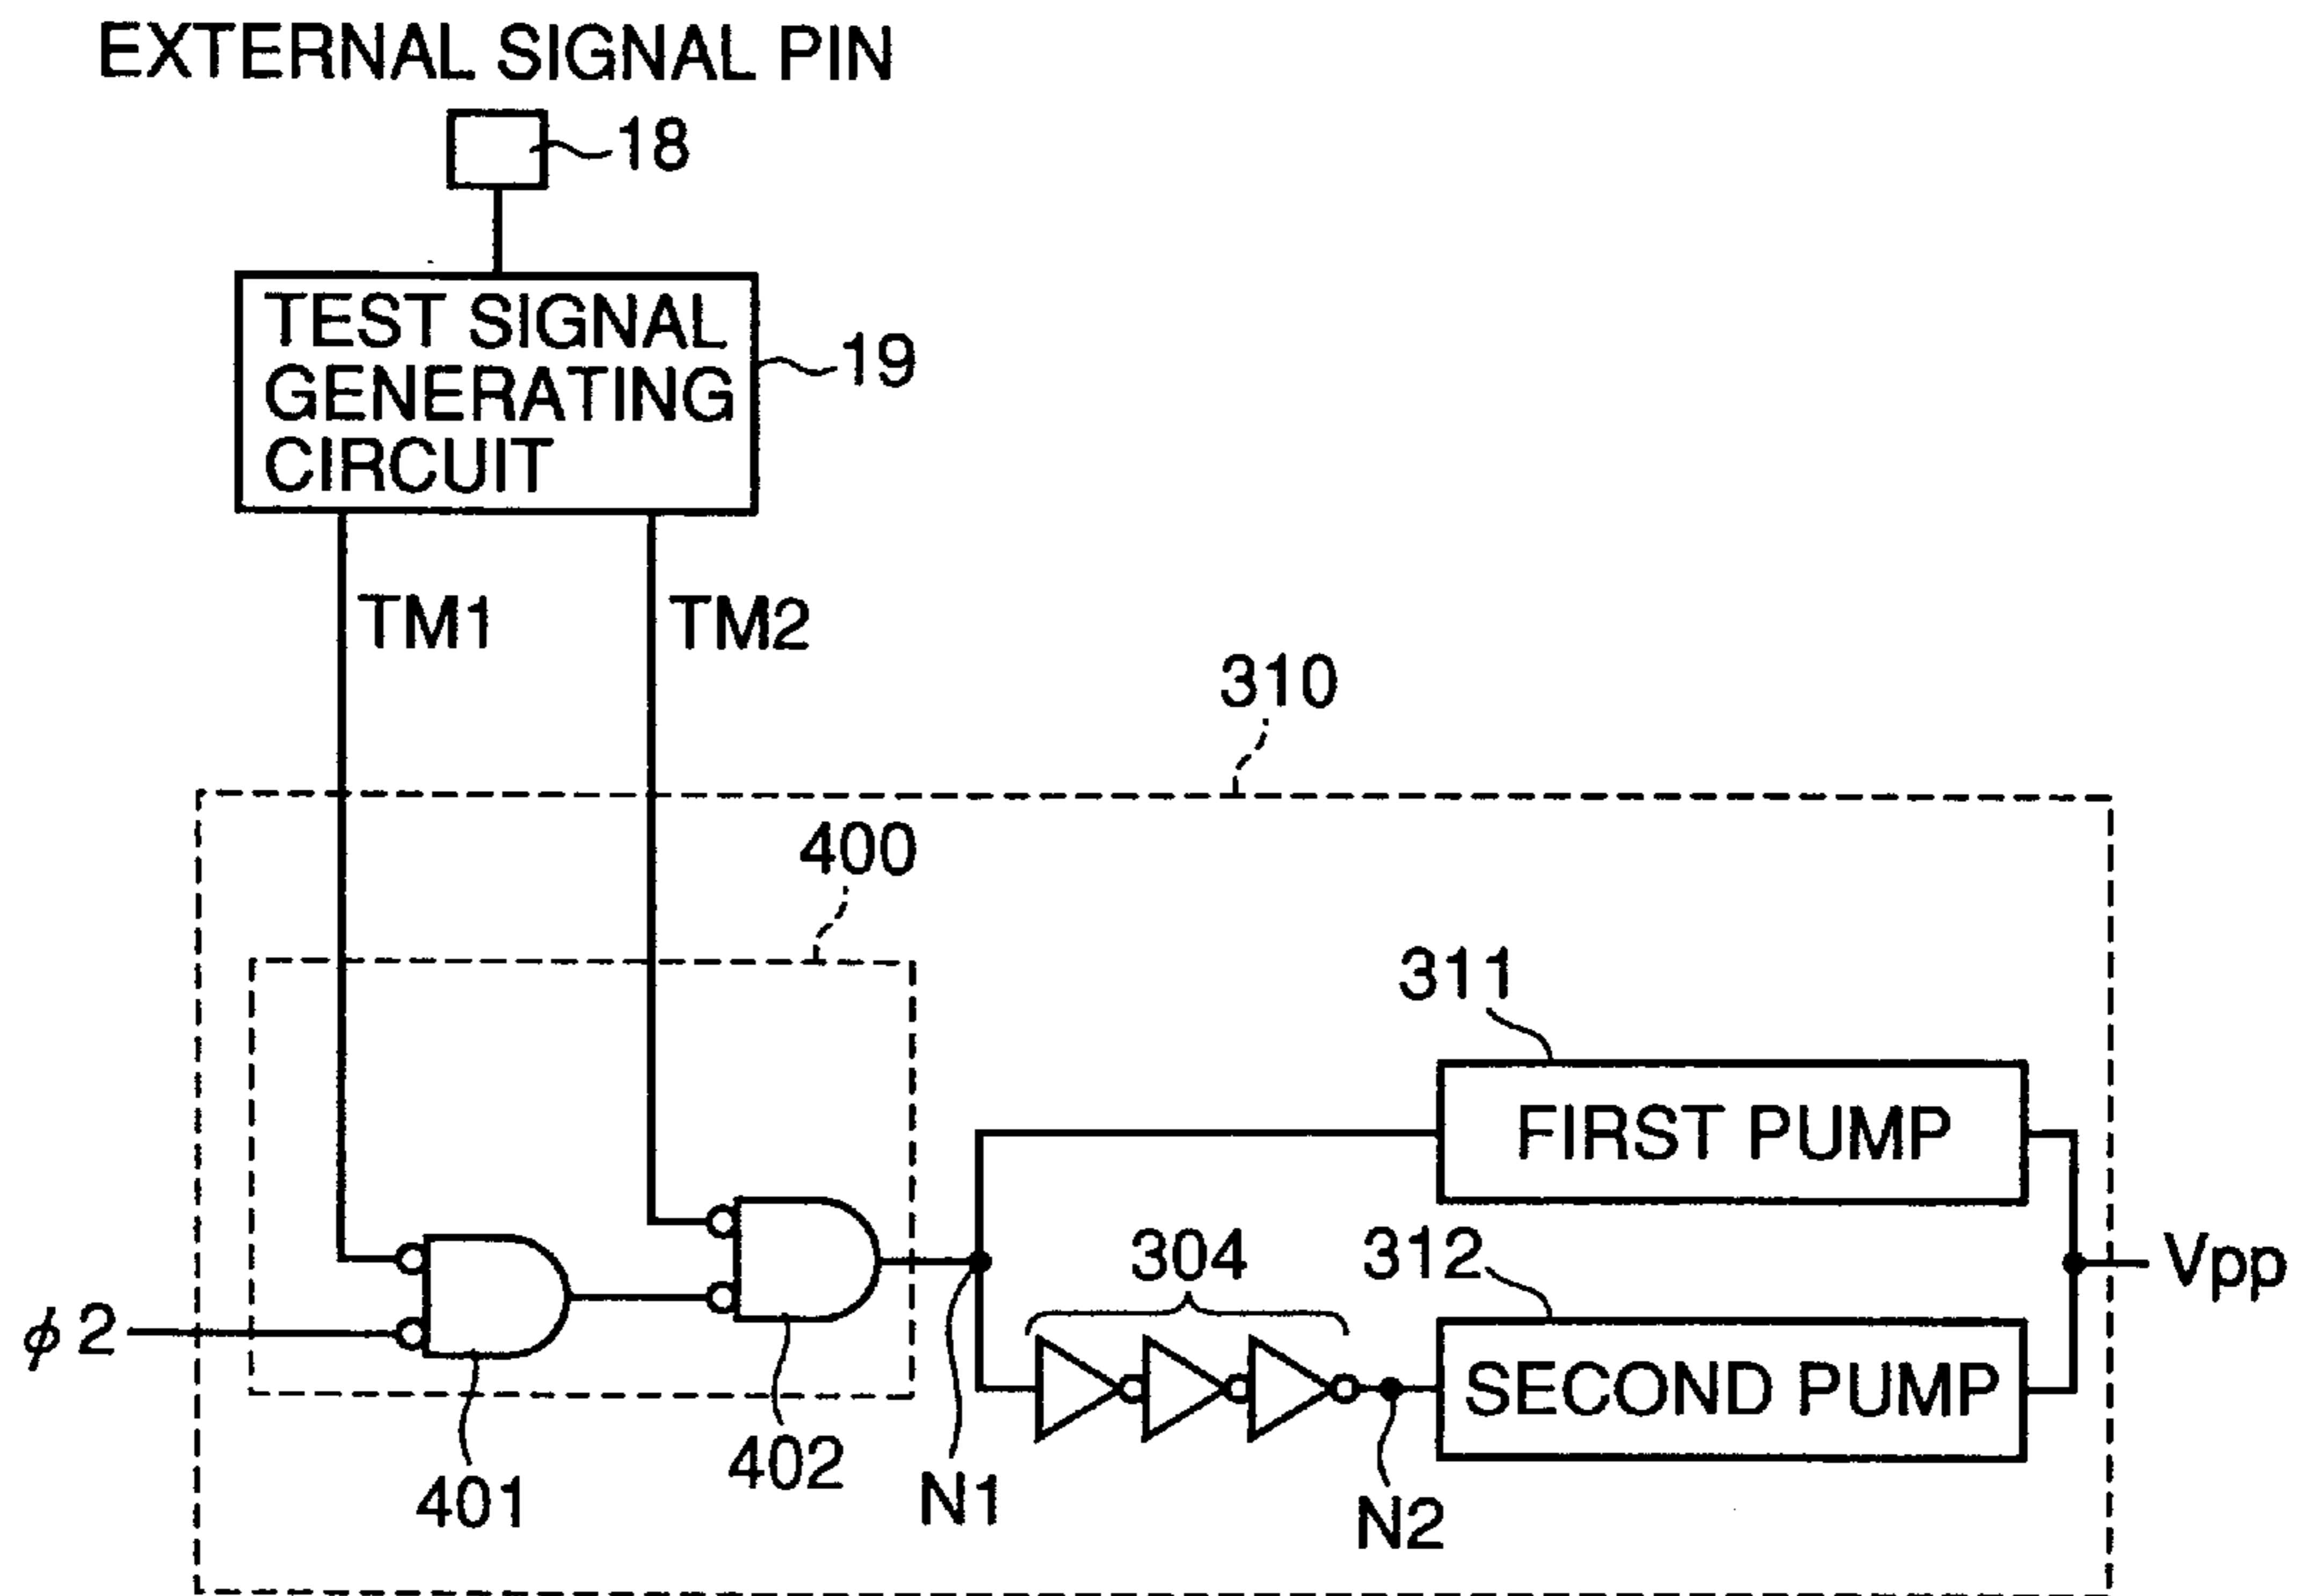 EXTERNAL SIGNAL PIN
18
TEST SIGNAL
GENERATING
CIRCUIT
19
TM1
TM2
310
400
311
FIRST PUMP
304
312
Vpp
ϕ2
SECOND PUMP
402
401
N1
N2